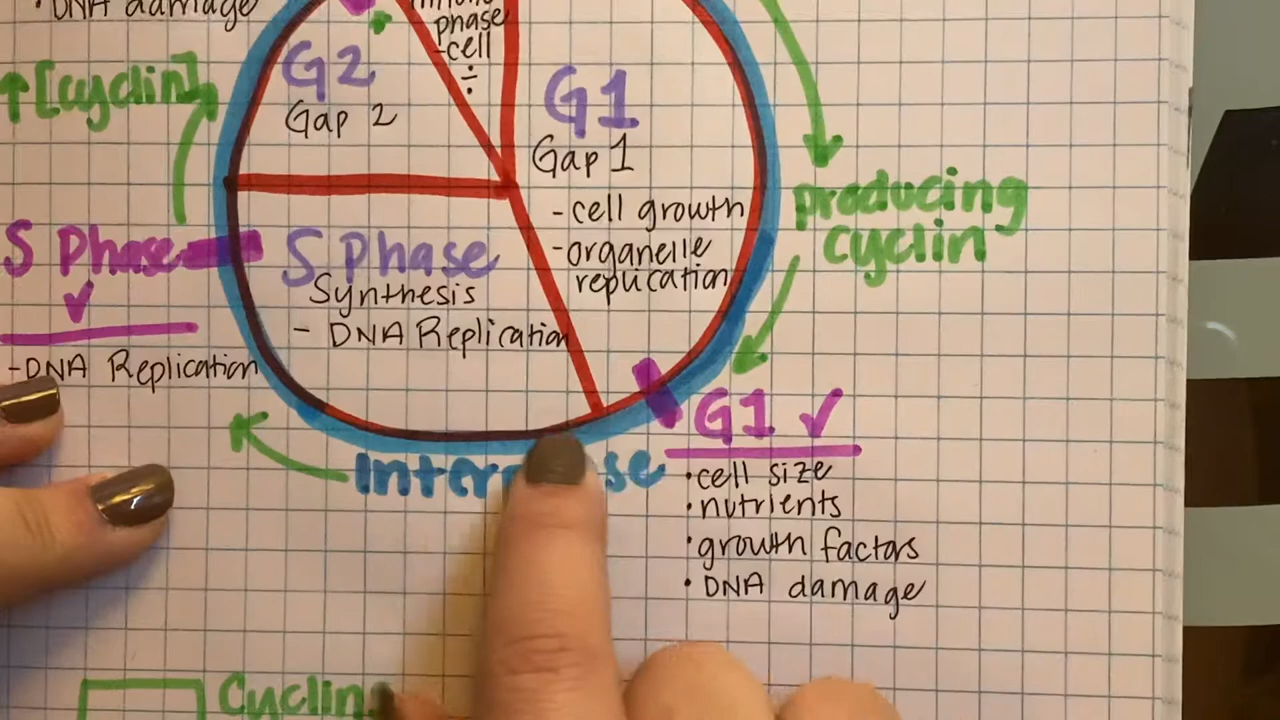 ·DNA damage
phase
-cell
÷
G2
Gap 2
↑[cyclin]
G1
Gap 1
- cell growth
-organelle
replication
producing
cyclin
S Phase
✓
-DNA Replication
S phase
Synthesis
- DNA Replication
G1 ✓
·cell size
·nutrients
·growth factors
·DNA damage
Cyclin